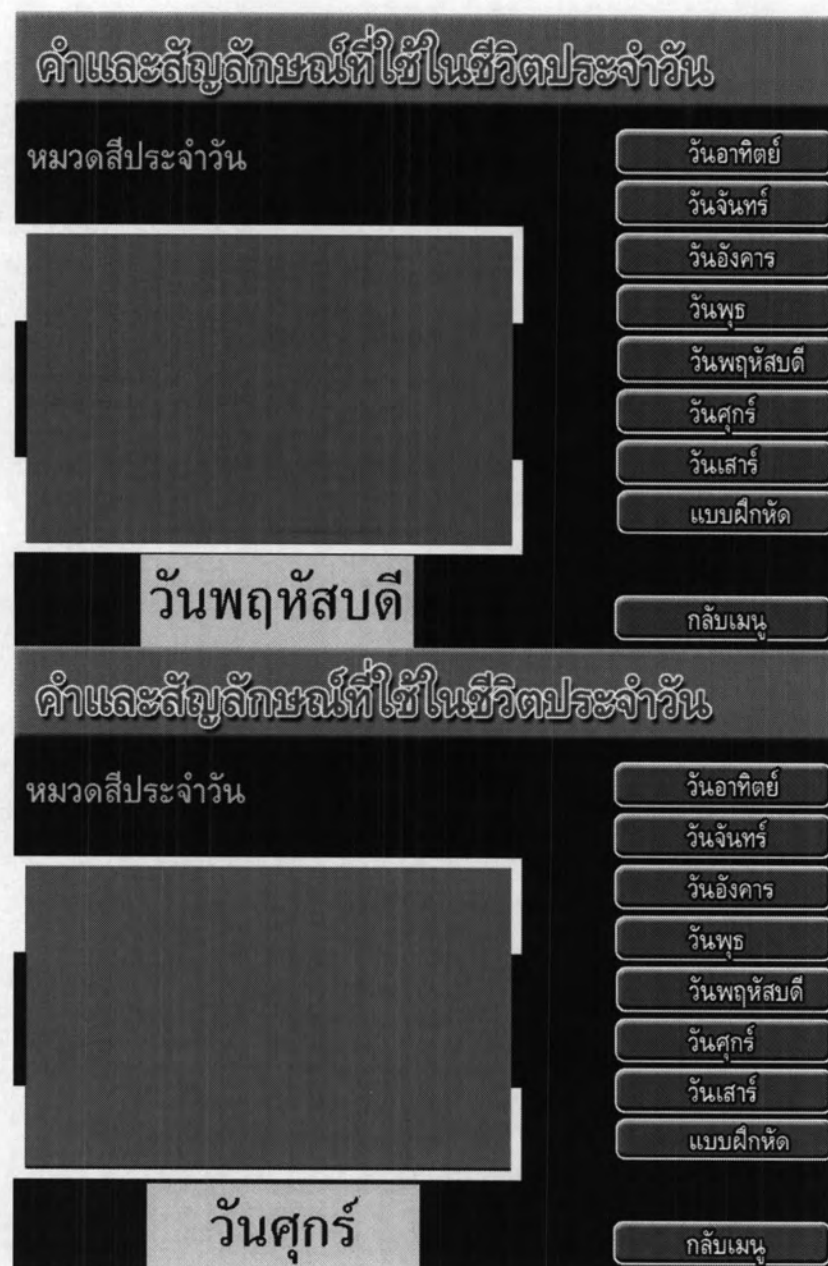 คำและสัญลักษณ์ที่ใช้ในชีวิตประจำวัน
หมวดสีประจำวัน
วันอาทิตย์
วันจันทร์
วันอังคาร
วันพุธ
วันพฤหัสบดี
วันศุกร์
วันเสาร์
แบบฝึกหัด
วันพฤหัสบดี
กลับเมนู
คำและสัญลักษณ์ที่ใช้ในชีวิตประจำวัน
หมวดสีประจำวัน
วันอาทิตย์
วันจันทร์
วันอังคาร
วันพุธ
วันพฤหัสบดี
วันศุกร์
วันเสาร์
แบบฝึกหัด
วันศุกร์
กลับเมนู